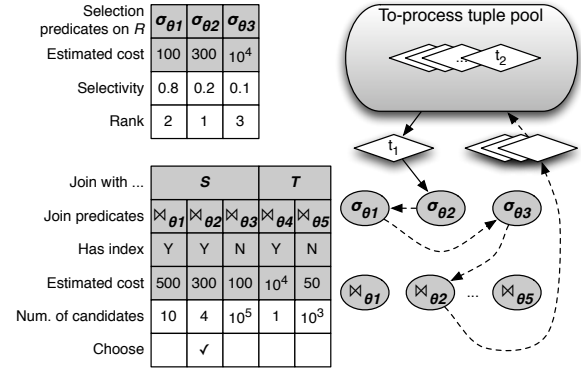 Selection predicates on R σθ1 σθ2 σθ3
Estimated cost 100 300 10⁴
Selectivity 0.8 0.2 0.1
Rank 2 1 3
To-process tuple pool
... t₂
t₁
Join with ... S T
Join predicates ⋈θ1 ⋈θ2 ⋈θ3 ⋈θ4 ⋈θ5
Has index Y Y N Y N
Estimated cost 500 300 100 10⁴ 50
Num. of candidates 10 4 10⁵ 1 10³
Choose ✓
σθ1 σθ2 σθ3
⋈θ1 ⋈θ2 ... ⋈θ5